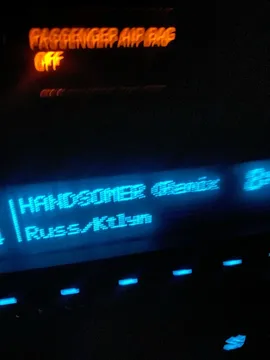 PASSENGER AIR BAG
OFF
HANDSOMER (Remix
Russ/Ktlyn